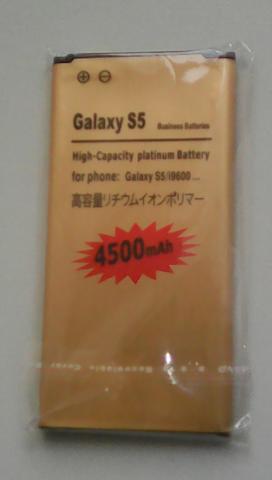 Galaxy S5 Business Batteries
High-Capacity platinum Battery
for phone: Galaxy S5/i9600 ...
高容量リチウムイオンポリマー
4500mAh